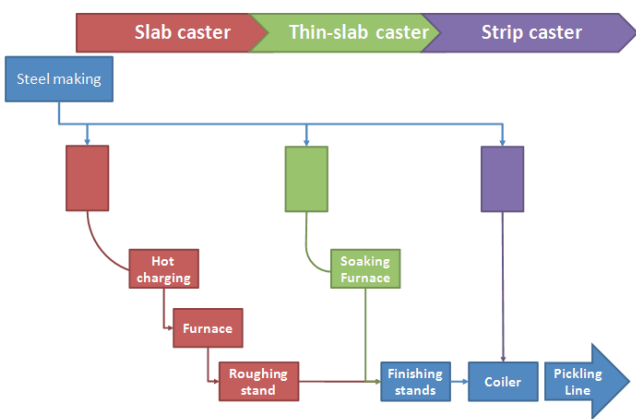 Slab caster
Thin-slab caster
Strip caster
Steel making
Hot
charging
Soaking
Furnace
Furnace
Roughing
stand
Finishing
stands
Coiler
Pickling
Line